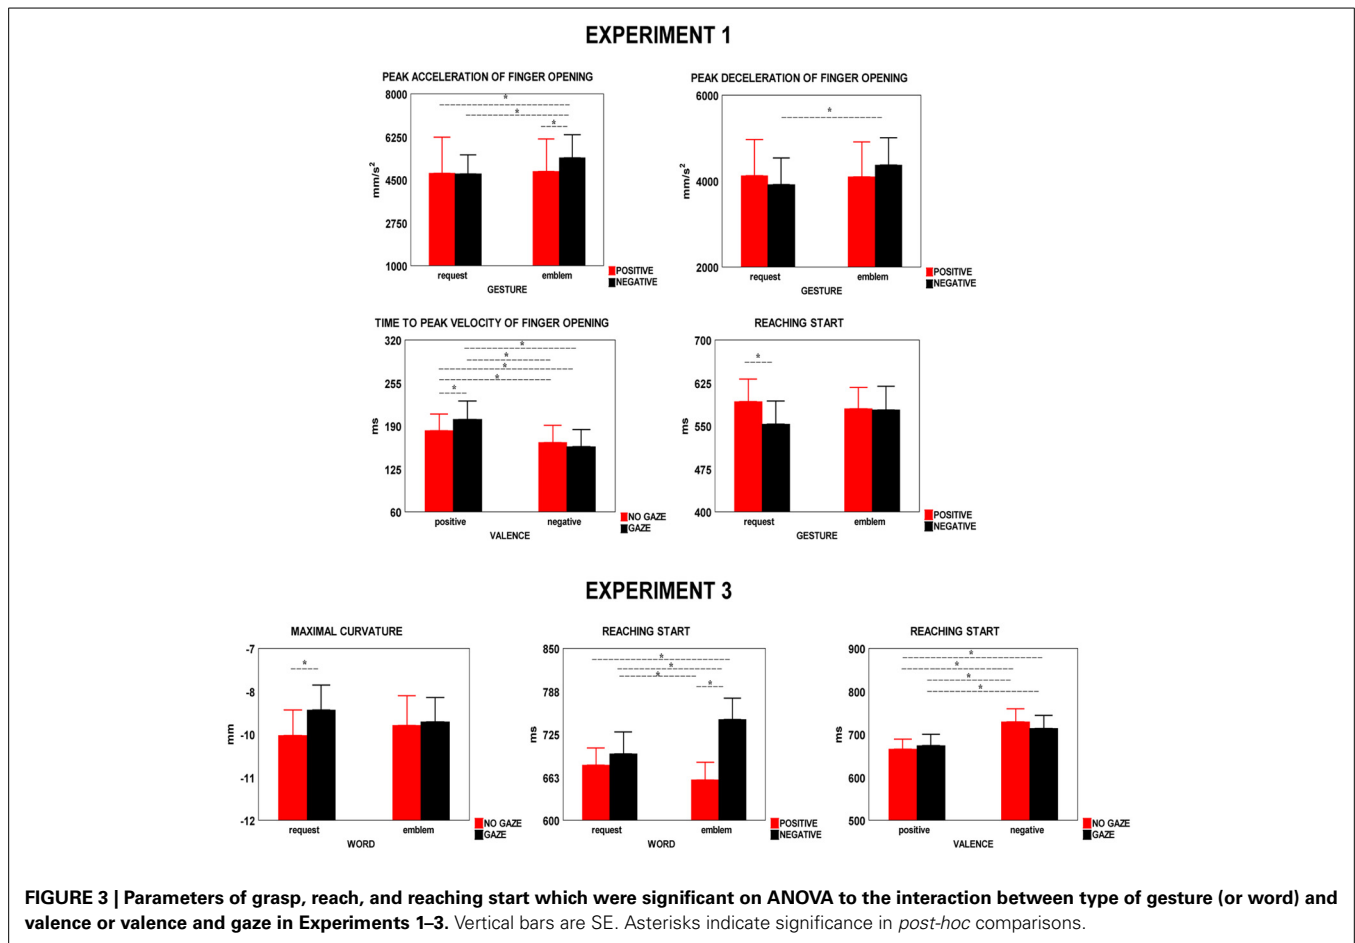 EXPERIMENT 1
PEAK ACCELERATION OF FINGER OPENING
8000
6250
4500
2750
1000
mm/s²
* * *
request emblem
GESTURE
POSITIVE
NEGATIVE
PEAK DECELERATION OF FINGER OPENING
6000
4000
2000
mm/s²
*
request emblem
GESTURE
POSITIVE
NEGATIVE
TIME TO PEAK VELOCITY OF FINGER OPENING
320
255
190
125
60
ms
* * * * *
positive negative
VALENCE
NO GAZE
GAZE
REACHING START
700
625
550
475
400
ms
*
request emblem
GESTURE
POSITIVE
NEGATIVE
EXPERIMENT 3
MAXIMAL CURVATURE
-7
-8
-10
-11
-12
mm
*
request emblem
WORD
NO GAZE
GAZE
REACHING START
850
788
725
663
600
ms
* * * *
request emblem
WORD
POSITIVE
NEGATIVE
REACHING START
900
800
700
600
500
ms
* * * *
positive negative
VALENCE
NO GAZE
GAZE
FIGURE 3 | Parameters of grasp, reach, and reaching start which were significant on ANOVA to the interaction between type of gesture (or word) and
valence or valence and gaze in Experiments 1–3. Vertical bars are SE. Asterisks indicate significance in post-hoc comparisons.